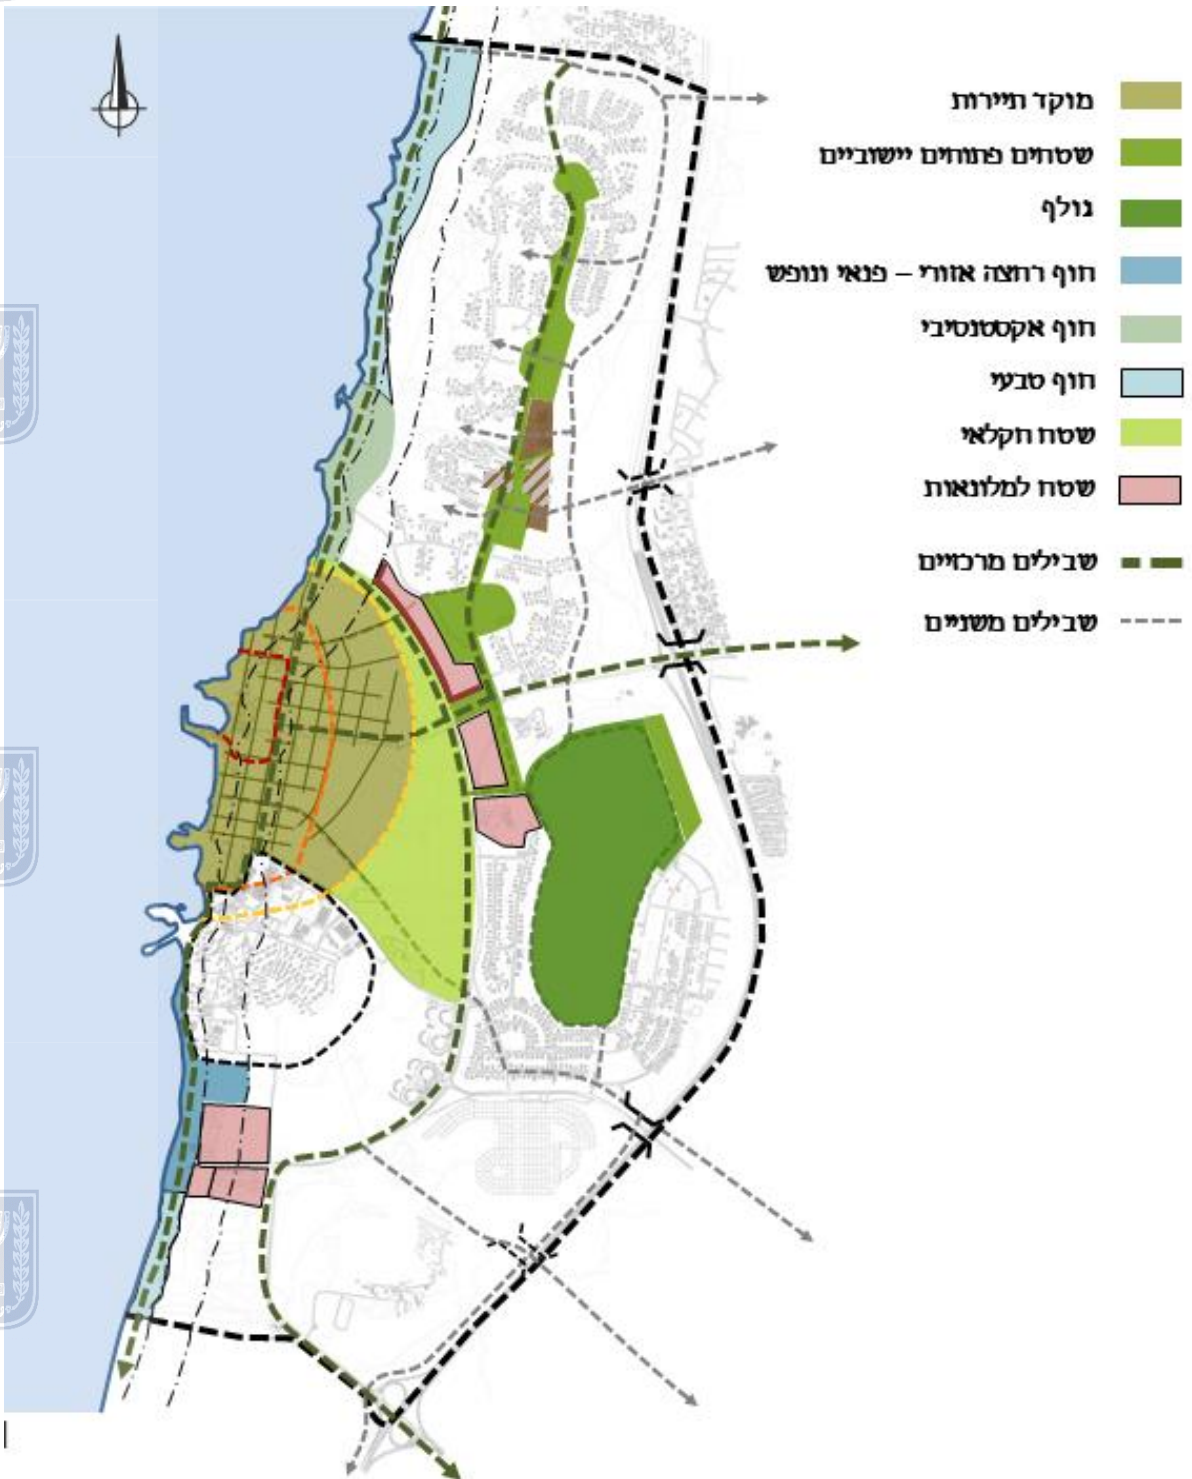 מוקד תיירות
שטחים פתוחים יישוביים
גולף
חוף רחצה אזורי – פנאי ונופש
חוף אקסטנסיבי
חוף טבעי
שטח חקלאי
שטח למלונאות
שבילים מרכזיים
שבילים משניים